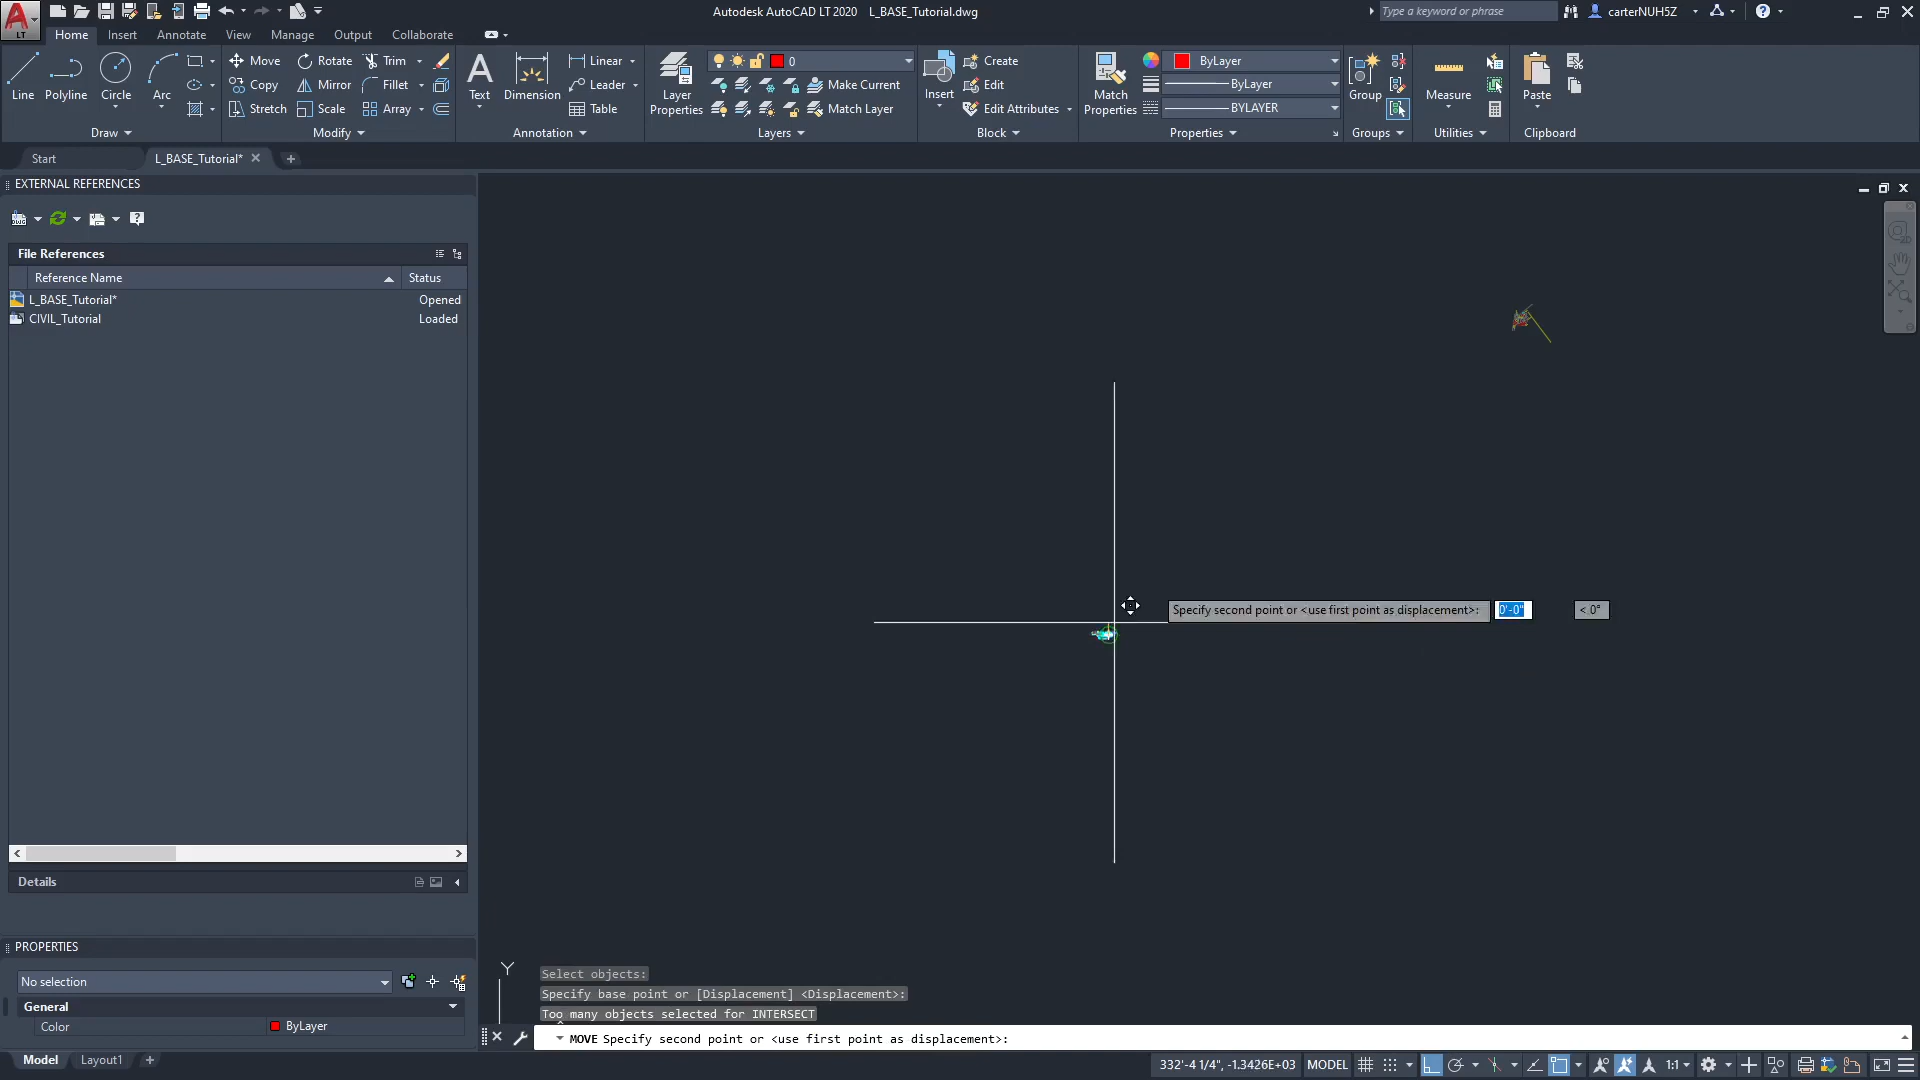 Autodesk AutoCAD LT 2020 L_BASE_Tutorial.dwg
Type a keyword or phrase
carterNUH5Z
LT
Home Insert Annotate View Manage Output Collaborate
Line Polyline Circle Arc
Draw
Move Rotate Trim
Copy Mirror Fillet
Stretch Scale Array
Modify
Text Dimension
Linear
Leader
Table
Annotation
Layer Properties
0
Make Current
Match Layer
Layers
Insert
Create
Edit
Edit Attributes
Block
Match Properties
ByLayer
ByLayer
BYLAYER
Properties
Group
Groups
Measure
Utilities
Paste
Clipboard
Start L_BASE_Tutorial*
EXTERNAL REFERENCES
File References
Reference Name Status
L_BASE_Tutorial* Opened
CIVIL_Tutorial Loaded
Details
PROPERTIES
No selection
General
Color ByLayer
Specify second point or <use first point as displacement>: 0'-0" < 0°
Y
Select objects:
Specify base point or [Displacement] <Displacement>:
Too many objects selected for INTERSECT
MOVE Specify second point or <use first point as displacement>:
Model Layout1
332'-4 1/4", -1.3426E+03 MODEL 1:1